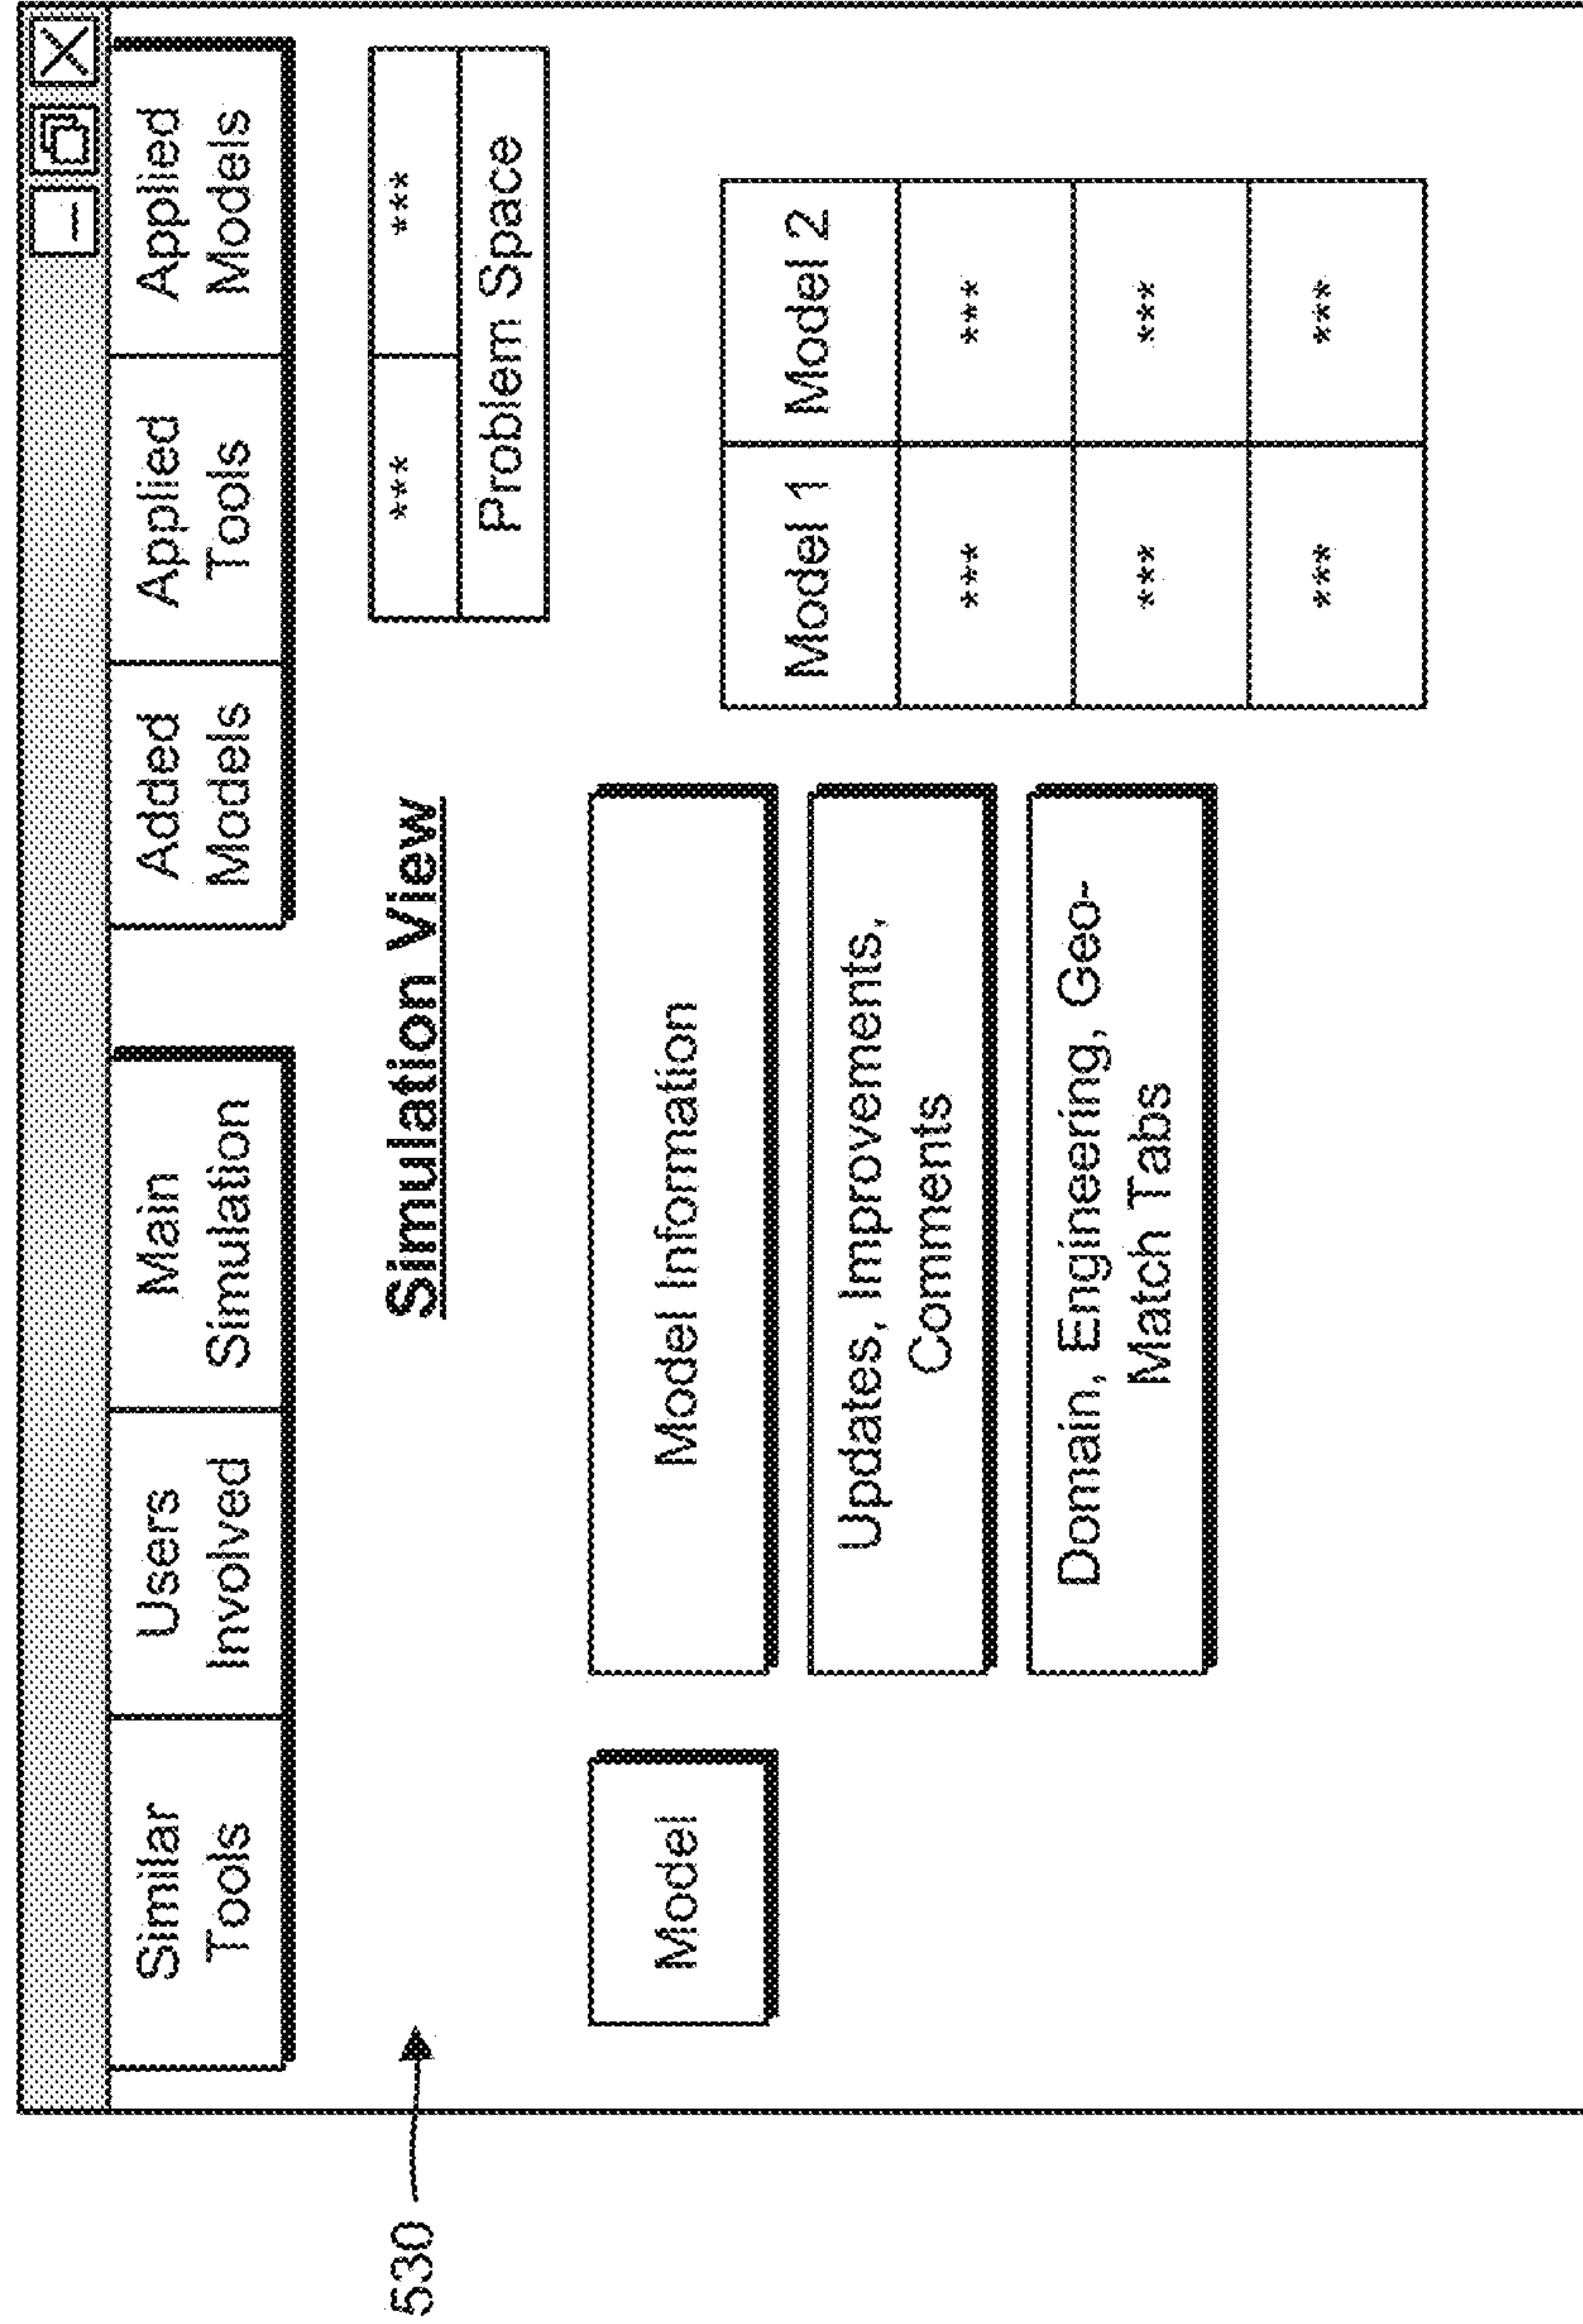 Similar
Tools
Users
Involved
Main
Simulation
Added
Models
Applied
Tools
Applied
Models
530
Simulation View
*** ***
Problem Space
Model
Model Information
Updates, Improvements,
Comments
Domain, Engineering, Geo-
Match Tabs
Model 1 Model 2
*** ***
*** ***
*** ***